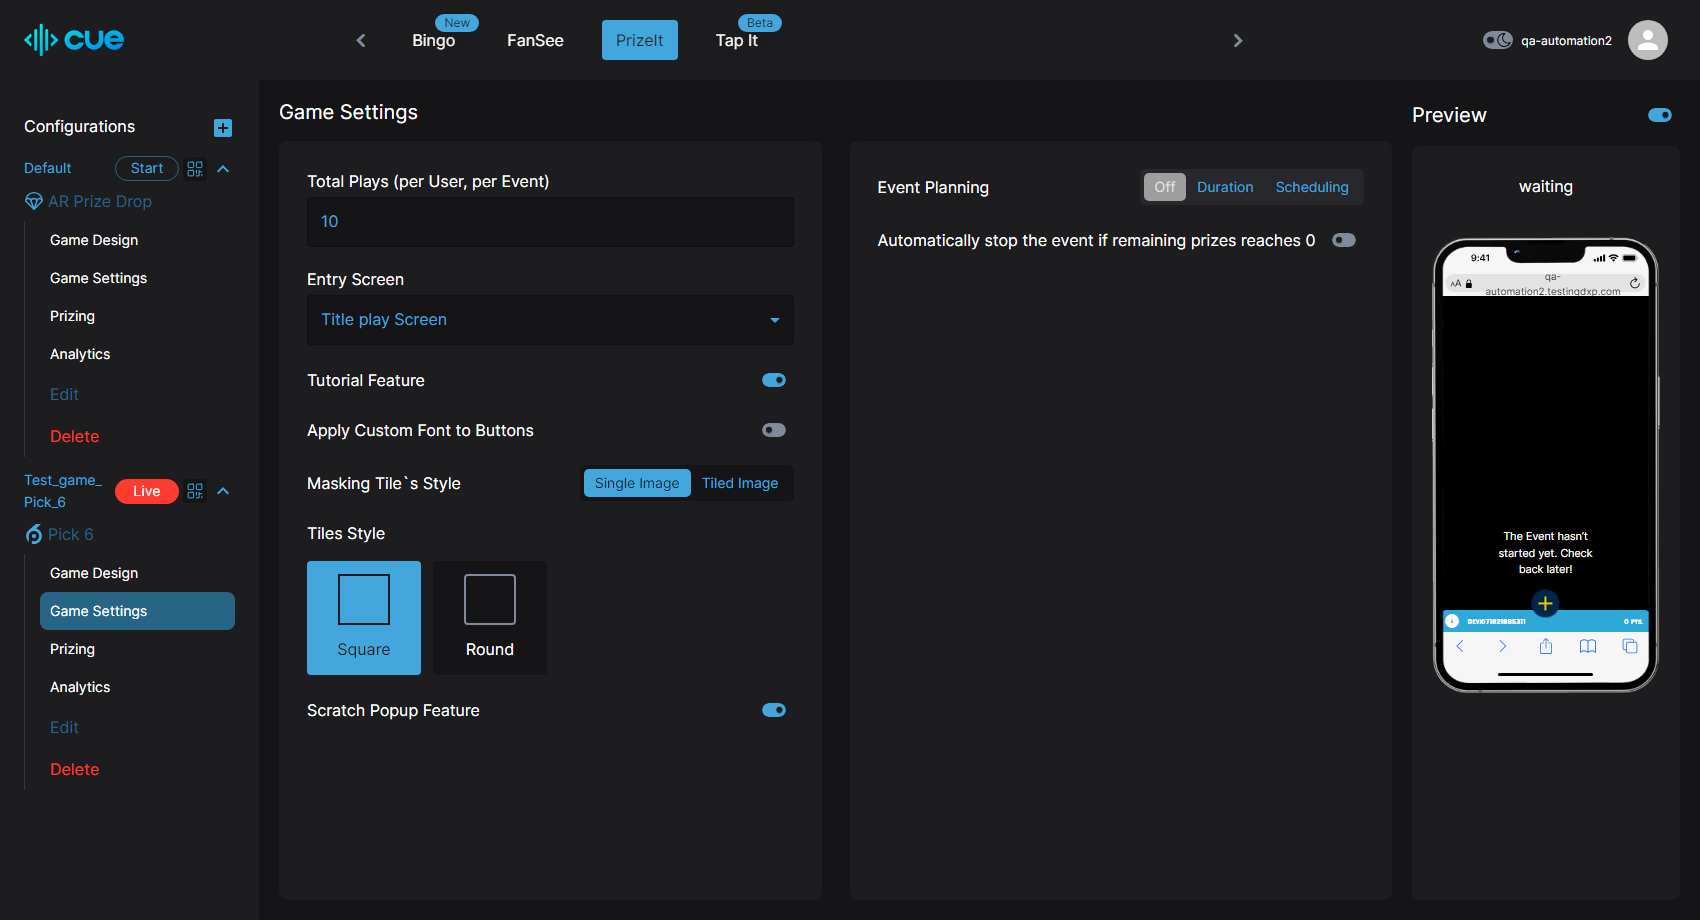 cue
New
Bingo
FanSee
PrizeIt
Beta
Tap It
qa-automation2
Configurations
Default
Start
AR Prize Drop
Game Design
Game Settings
Prizing
Analytics
Edit
Delete
Test_game_
Pick_6
Live
Pick 6
Game Design
Game Settings
Prizing
Analytics
Edit
Delete
Game Settings
Total Plays (per User, per Event)
10
Entry Screen
Title play Screen
Tutorial Feature
Apply Custom Font to Buttons
Masking Tile`s Style
Single Image
Tiled Image
Tiles Style
Square
Round
Scratch Popup Feature
Event Planning
Off
Duration
Scheduling
Automatically stop the event if remaining prizes reaches 0
Preview
waiting
9:41
AA
qa-
automation2.testingdxp.com
The Event hasn't
started yet. Check
back later!
0 PTS.